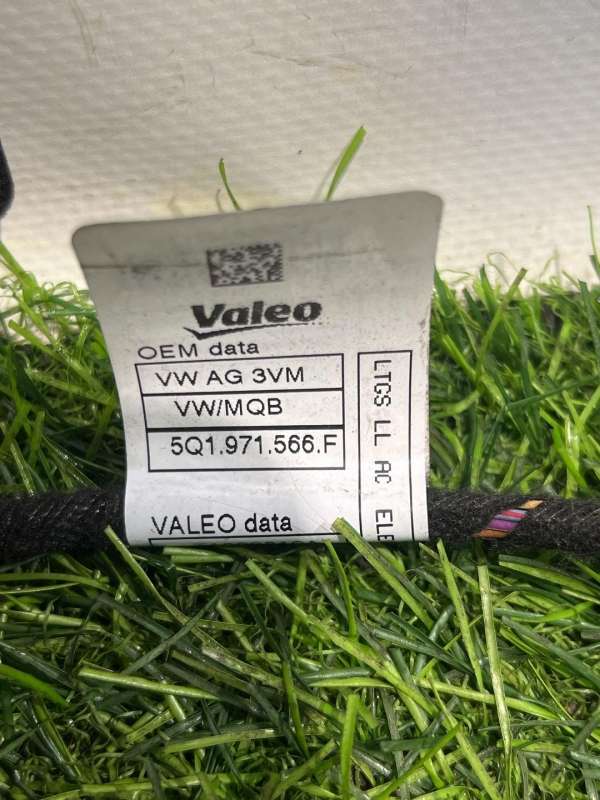 Valeo
OEM data
VW AG 3VM
VW/MQB
5Q1.971.566.F
VALEO data
LTGS LL AC ELE